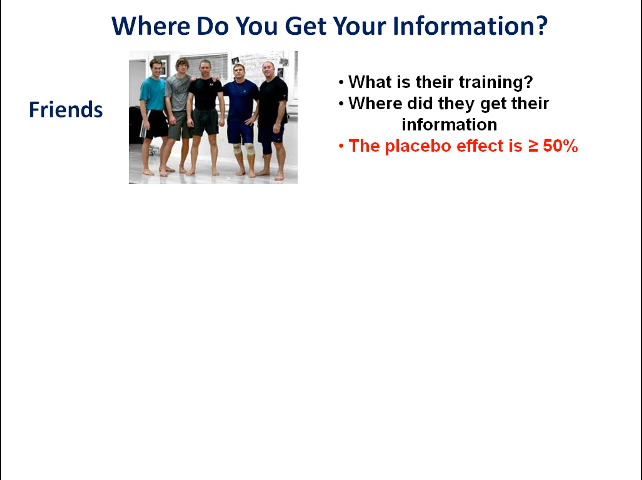 Where Do You Get Your Information?
Friends
• What is their training?
• Where did they get their
information
• The placebo effect is ≥ 50%